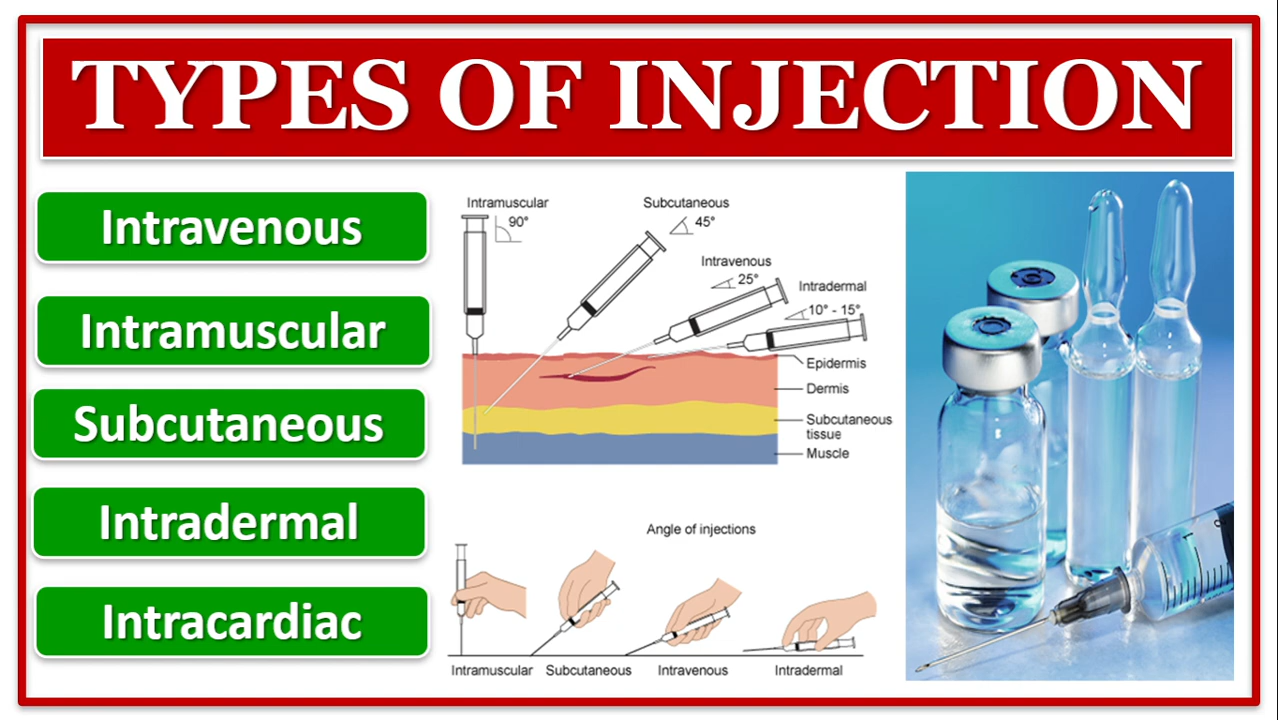 TYPES OF INJECTION
Intravenous
Intramuscular
Subcutaneous
Intradermal
Intracardiac
Intramuscular
90°
Subcutaneous
45°
Intravenous
25°
Intradermal
10° - 15°
Epidermis
Dermis
Subcutaneous
tissue
Muscle
Angle of injections
Intramuscular
Subcutaneous
Intravenous
Intradermal
1